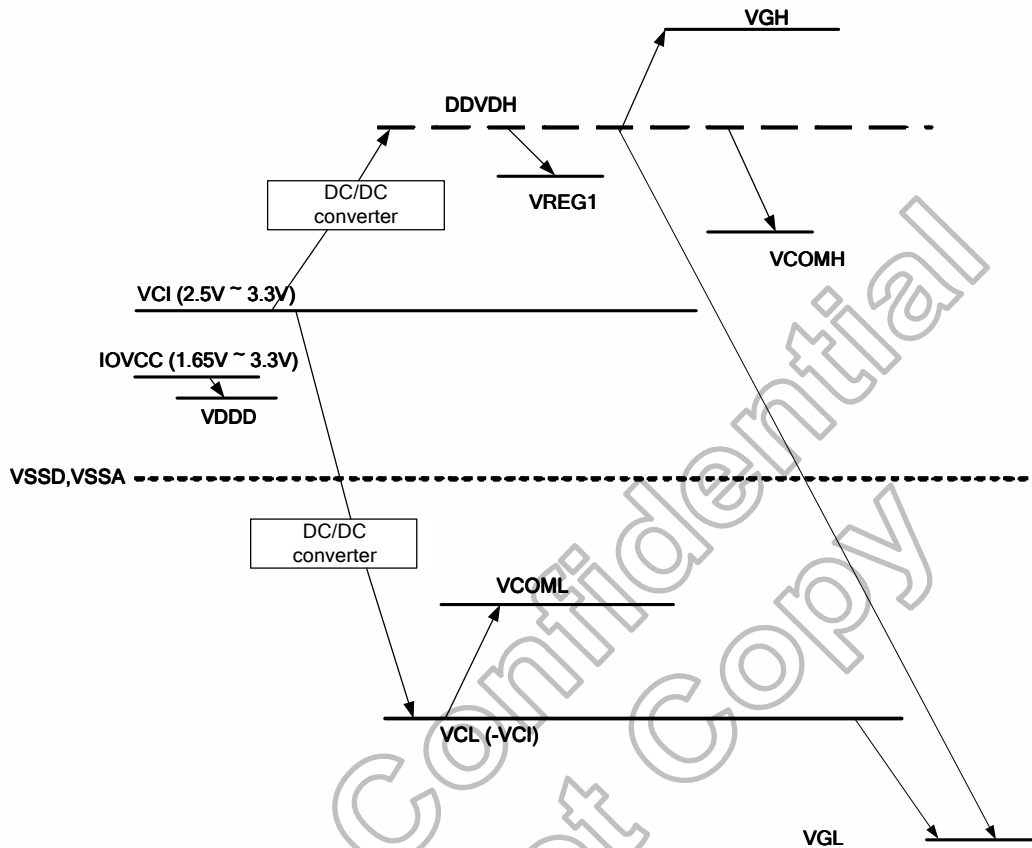 VGH
DDVDH
DC/DC
converter
VREG1
VCOMH
VCI (2.5V ~ 3.3V)
IOVCC (1.65V ~ 3.3V)
VDDD
VSSD,VSSA
DC/DC
converter
VCOML
VCL (-VCI)
VGL
Confidential
ot Copy